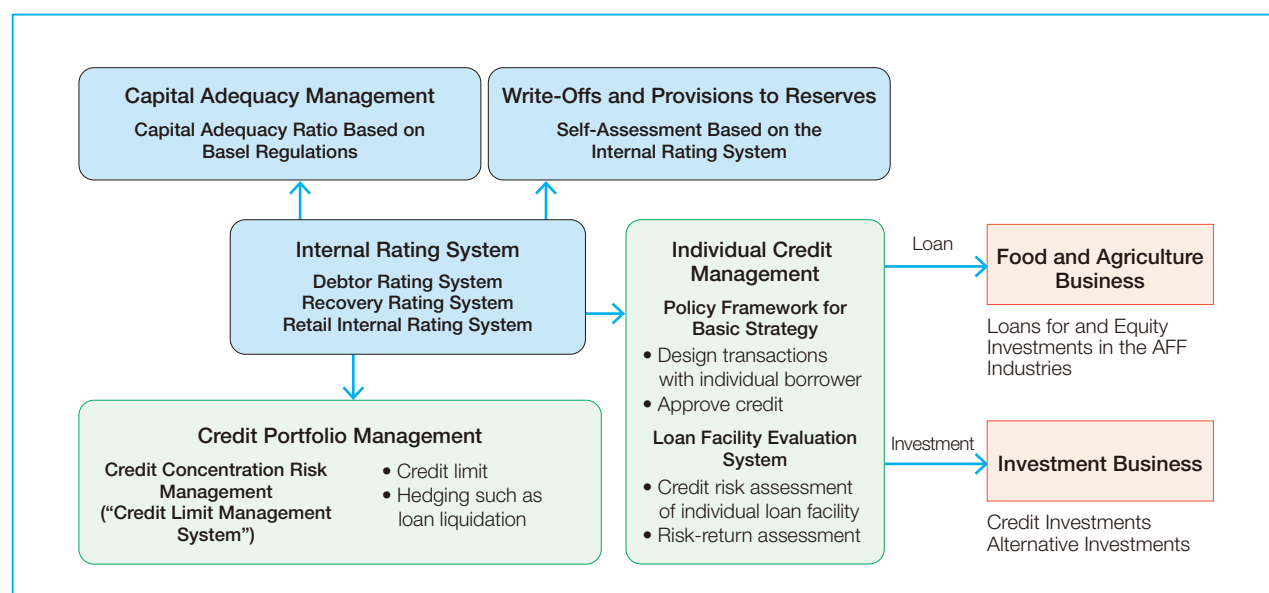 Capital Adequacy Management
Capital Adequacy Ratio Based on
Basel Regulations
Write-Offs and Provisions to Reserves
Self-Assessment Based on the
Internal Rating System
Internal Rating System
Debtor Rating System
Recovery Rating System
Retail Internal Rating System
Individual Credit
Management
Policy Framework for
Basic Strategy
• Design transactions
with individual borrower
• Approve credit
Loan Facility Evaluation
System
• Credit risk assessment
of individual loan facility
• Risk-return assessment
Loan
Food and Agriculture
Business
Loans for and Equity
Investments in the AFF
Industries
Investment
Investment Business
Credit Investments
Alternative Investments
Credit Portfolio Management
Credit Concentration Risk
Management
(“Credit Limit Management
System”)
• Credit limit
• Hedging such as
loan liquidation